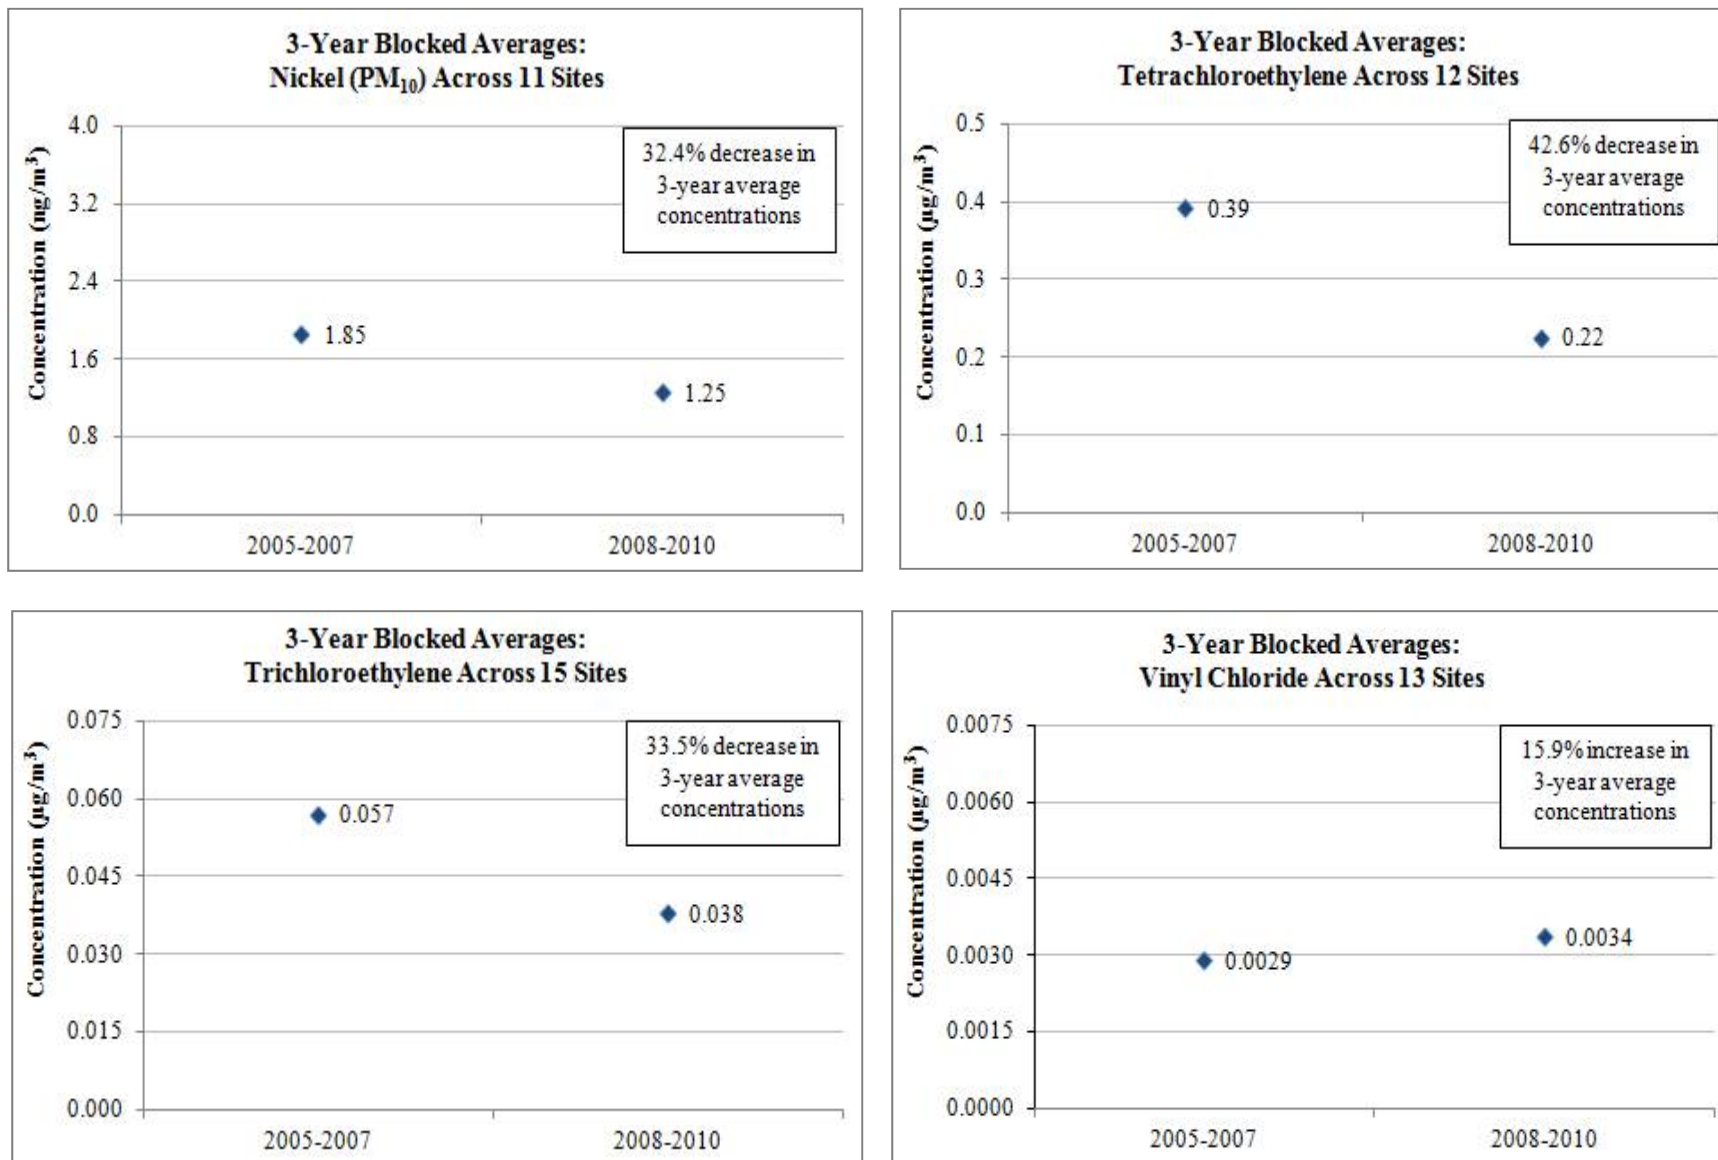 3-Year Blocked Averages:
Nickel (PM10) Across 11 Sites
Concentration (ng/m³)
4.0
3.2
2.4
1.6
0.8
0.0
32.4% decrease in
3-year average
concentrations
1.85
1.25
2005-2007
2008-2010
3-Year Blocked Averages:
Tetrachloroethylene Across 12 Sites
Concentration (µg/m³)
0.5
0.4
0.3
0.2
0.1
0.0
42.6% decrease in
3-year average
concentrations
0.39
0.22
2005-2007
2008-2010
3-Year Blocked Averages:
Trichloroethylene Across 15 Sites
Concentration (µg/m³)
0.075
0.060
0.045
0.030
0.015
0.000
33.5% decrease in
3-year average
concentrations
0.057
0.038
2005-2007
2008-2010
3-Year Blocked Averages:
Vinyl Chloride Across 13 Sites
Concentration (µg/m³)
0.0075
0.0060
0.0045
0.0030
0.0015
0.0000
15.9% increase in
3-year average
concentrations
0.0029
0.0034
2005-2007
2008-2010